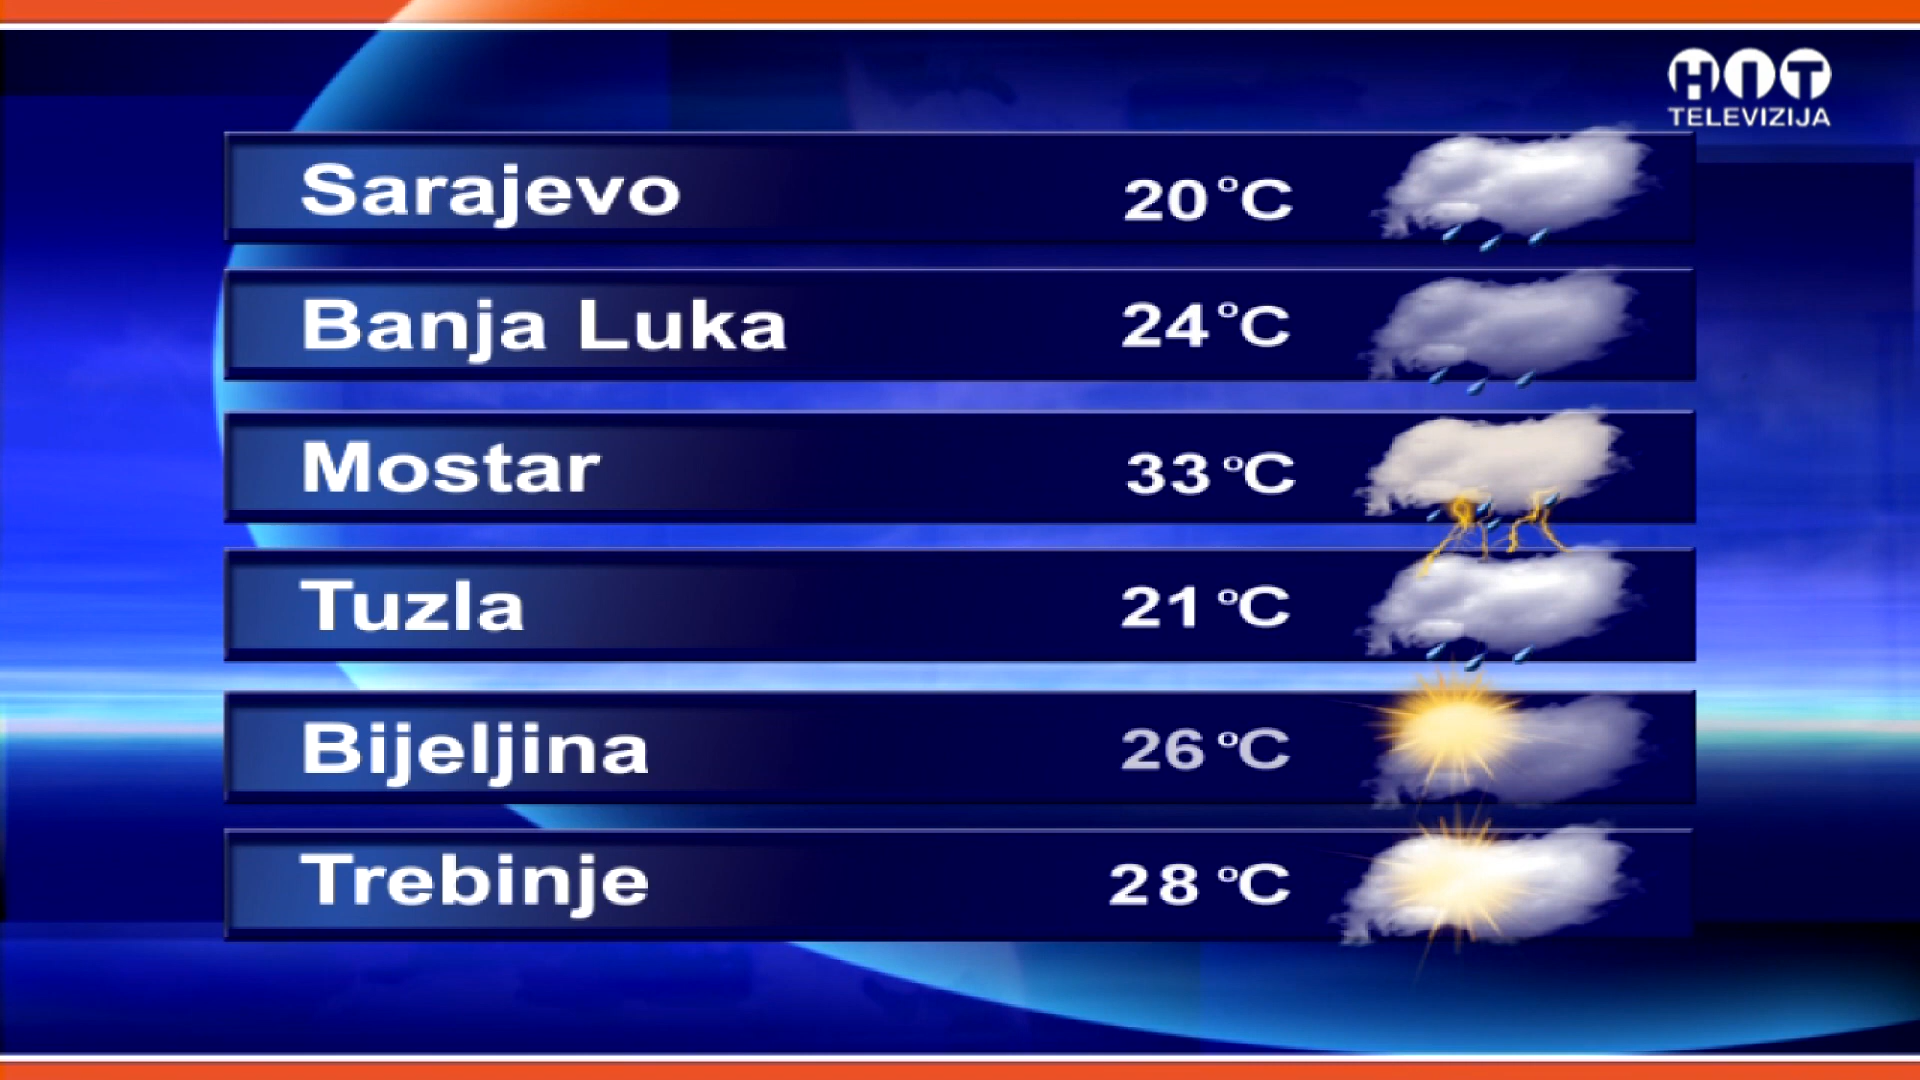 HIT
TELEVIZIJA
Sarajevo 20°C
Banja Luka 24°C
Mostar 33°C
Tuzla 21°C
Bijeljina 26°C
Trebinje 28°C